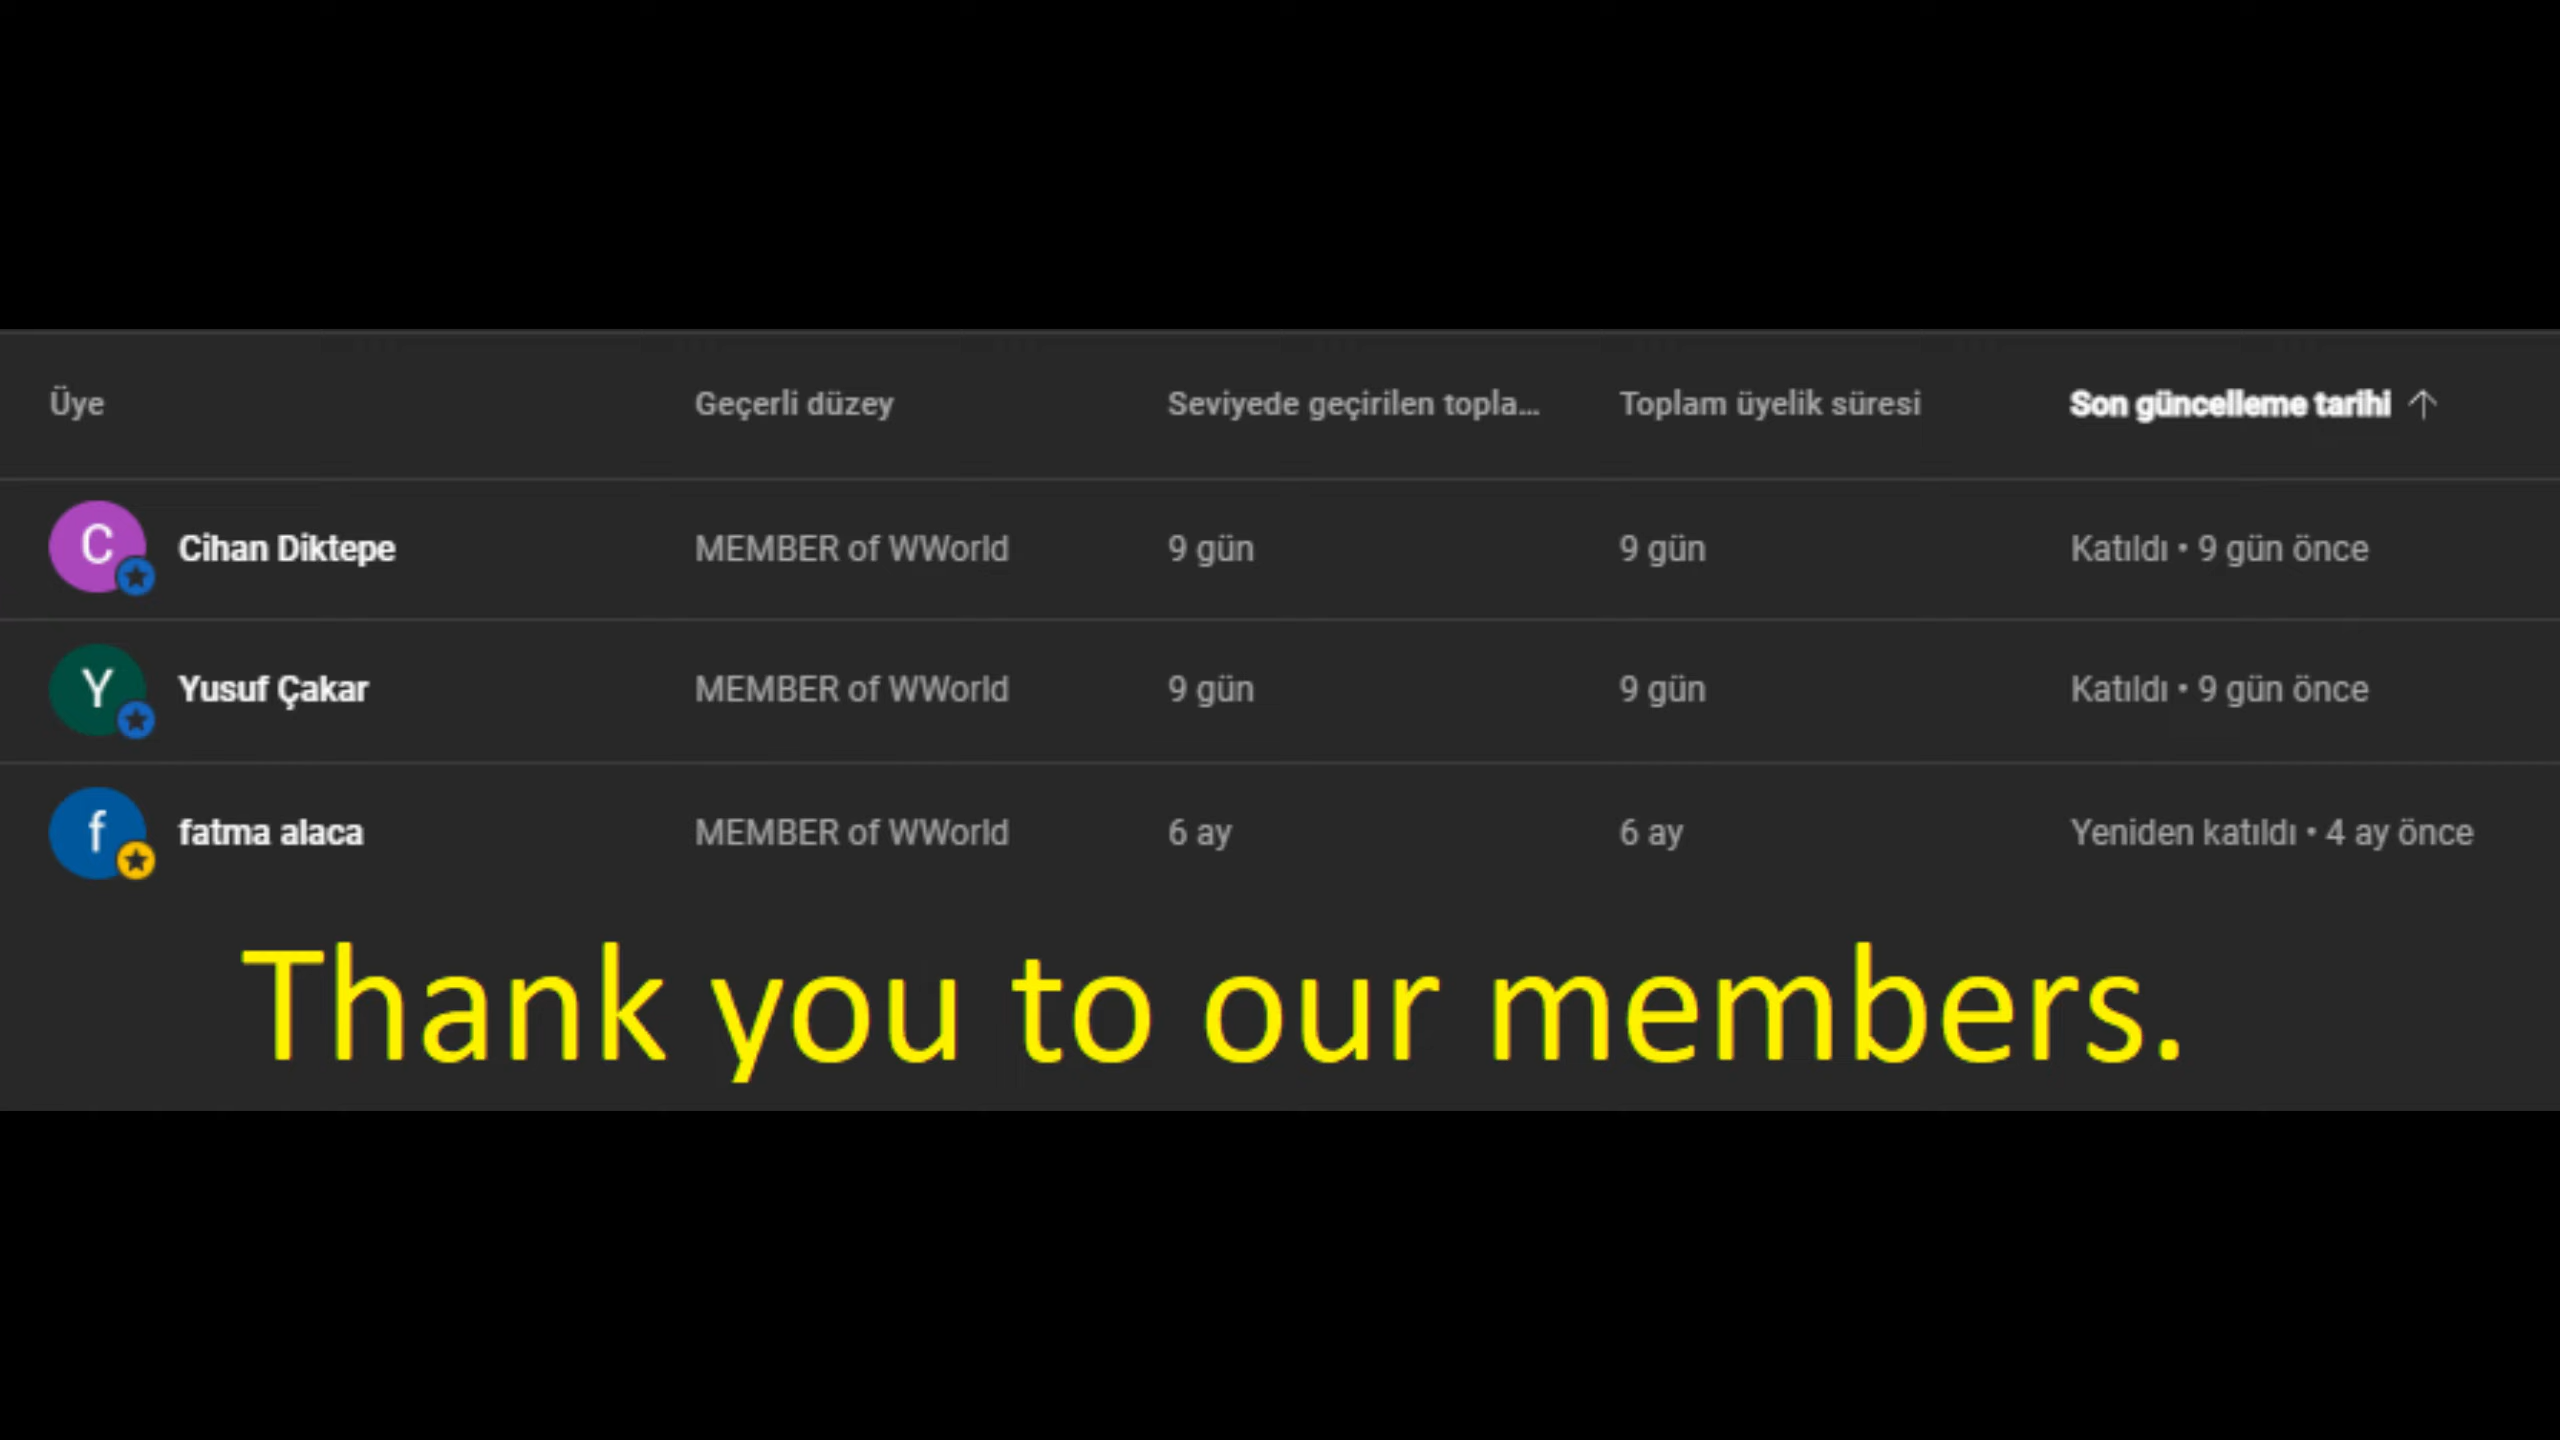 Üye Geçerli düzey Seviyede geçirilen topla... Toplam üyelik süresi Son güncelleme tarihi ↑
C Cihan Diktepe MEMBER of WWorld 9 gün 9 gün Katıldı • 9 gün önce
Y Yusuf Çakar MEMBER of WWorld 9 gün 9 gün Katıldı • 9 gün önce
f fatma alaca MEMBER of WWorld 6 ay 6 ay Yeniden katıldı • 4 ay önce
Thank you to our members.